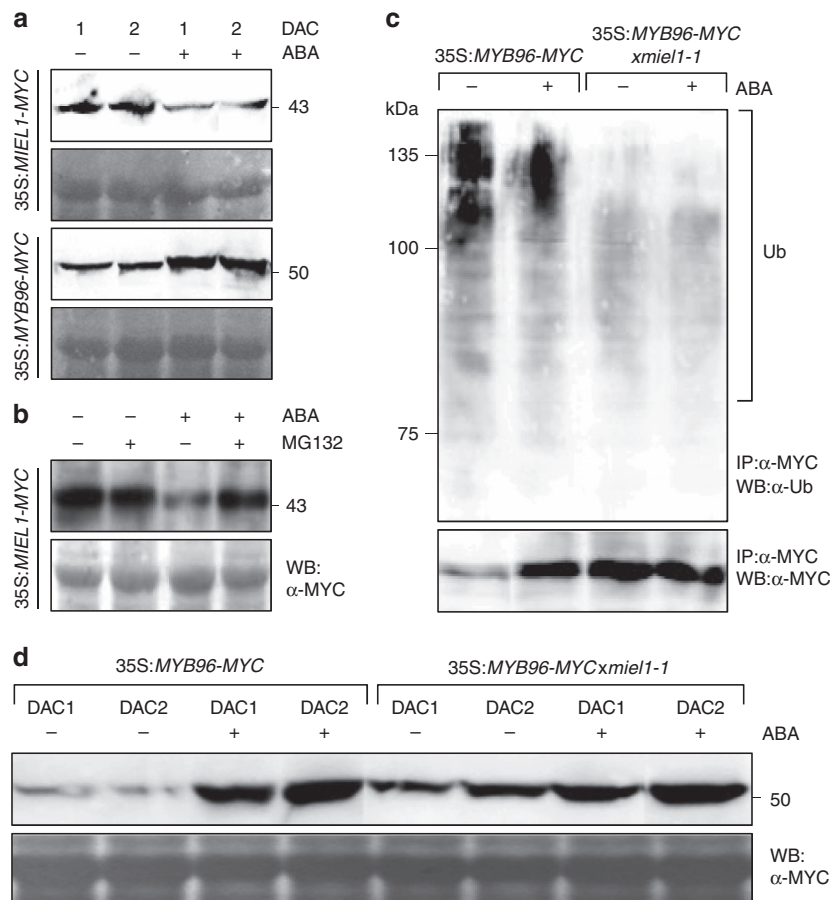 a
1 2 1 2 DAC
– – + + ABA
35S:MIEL1-MYC
43
35S:MYB96-MYC
50
b
– – + + ABA
– + – + MG132
35S:MIEL1-MYC
43
WB:
α-MYC
c
35S:MYB96-MYC
35S:MYB96-MYC
xmiel1-1
– + – + ABA
kDa
135
100
75
Ub
IP:α-MYC
WB:α-Ub
IP:α-MYC
WB:α-MYC
d
35S:MYB96-MYC 35S:MYB96-MYCxmiel1-1
DAC1 DAC2 DAC1 DAC2 DAC1 DAC2 DAC1 DAC2
– – + + – – + + ABA
50
WB:
α-MYC